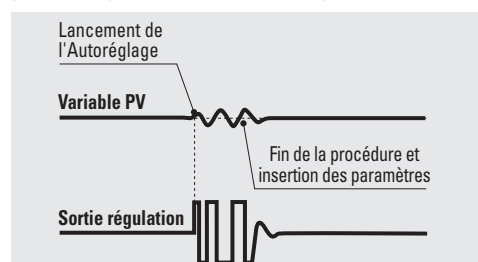 Lancement de
l'Autoréglage
Variable PV
Fin de la procédure et
insertion des paramètres
Sortie régulation